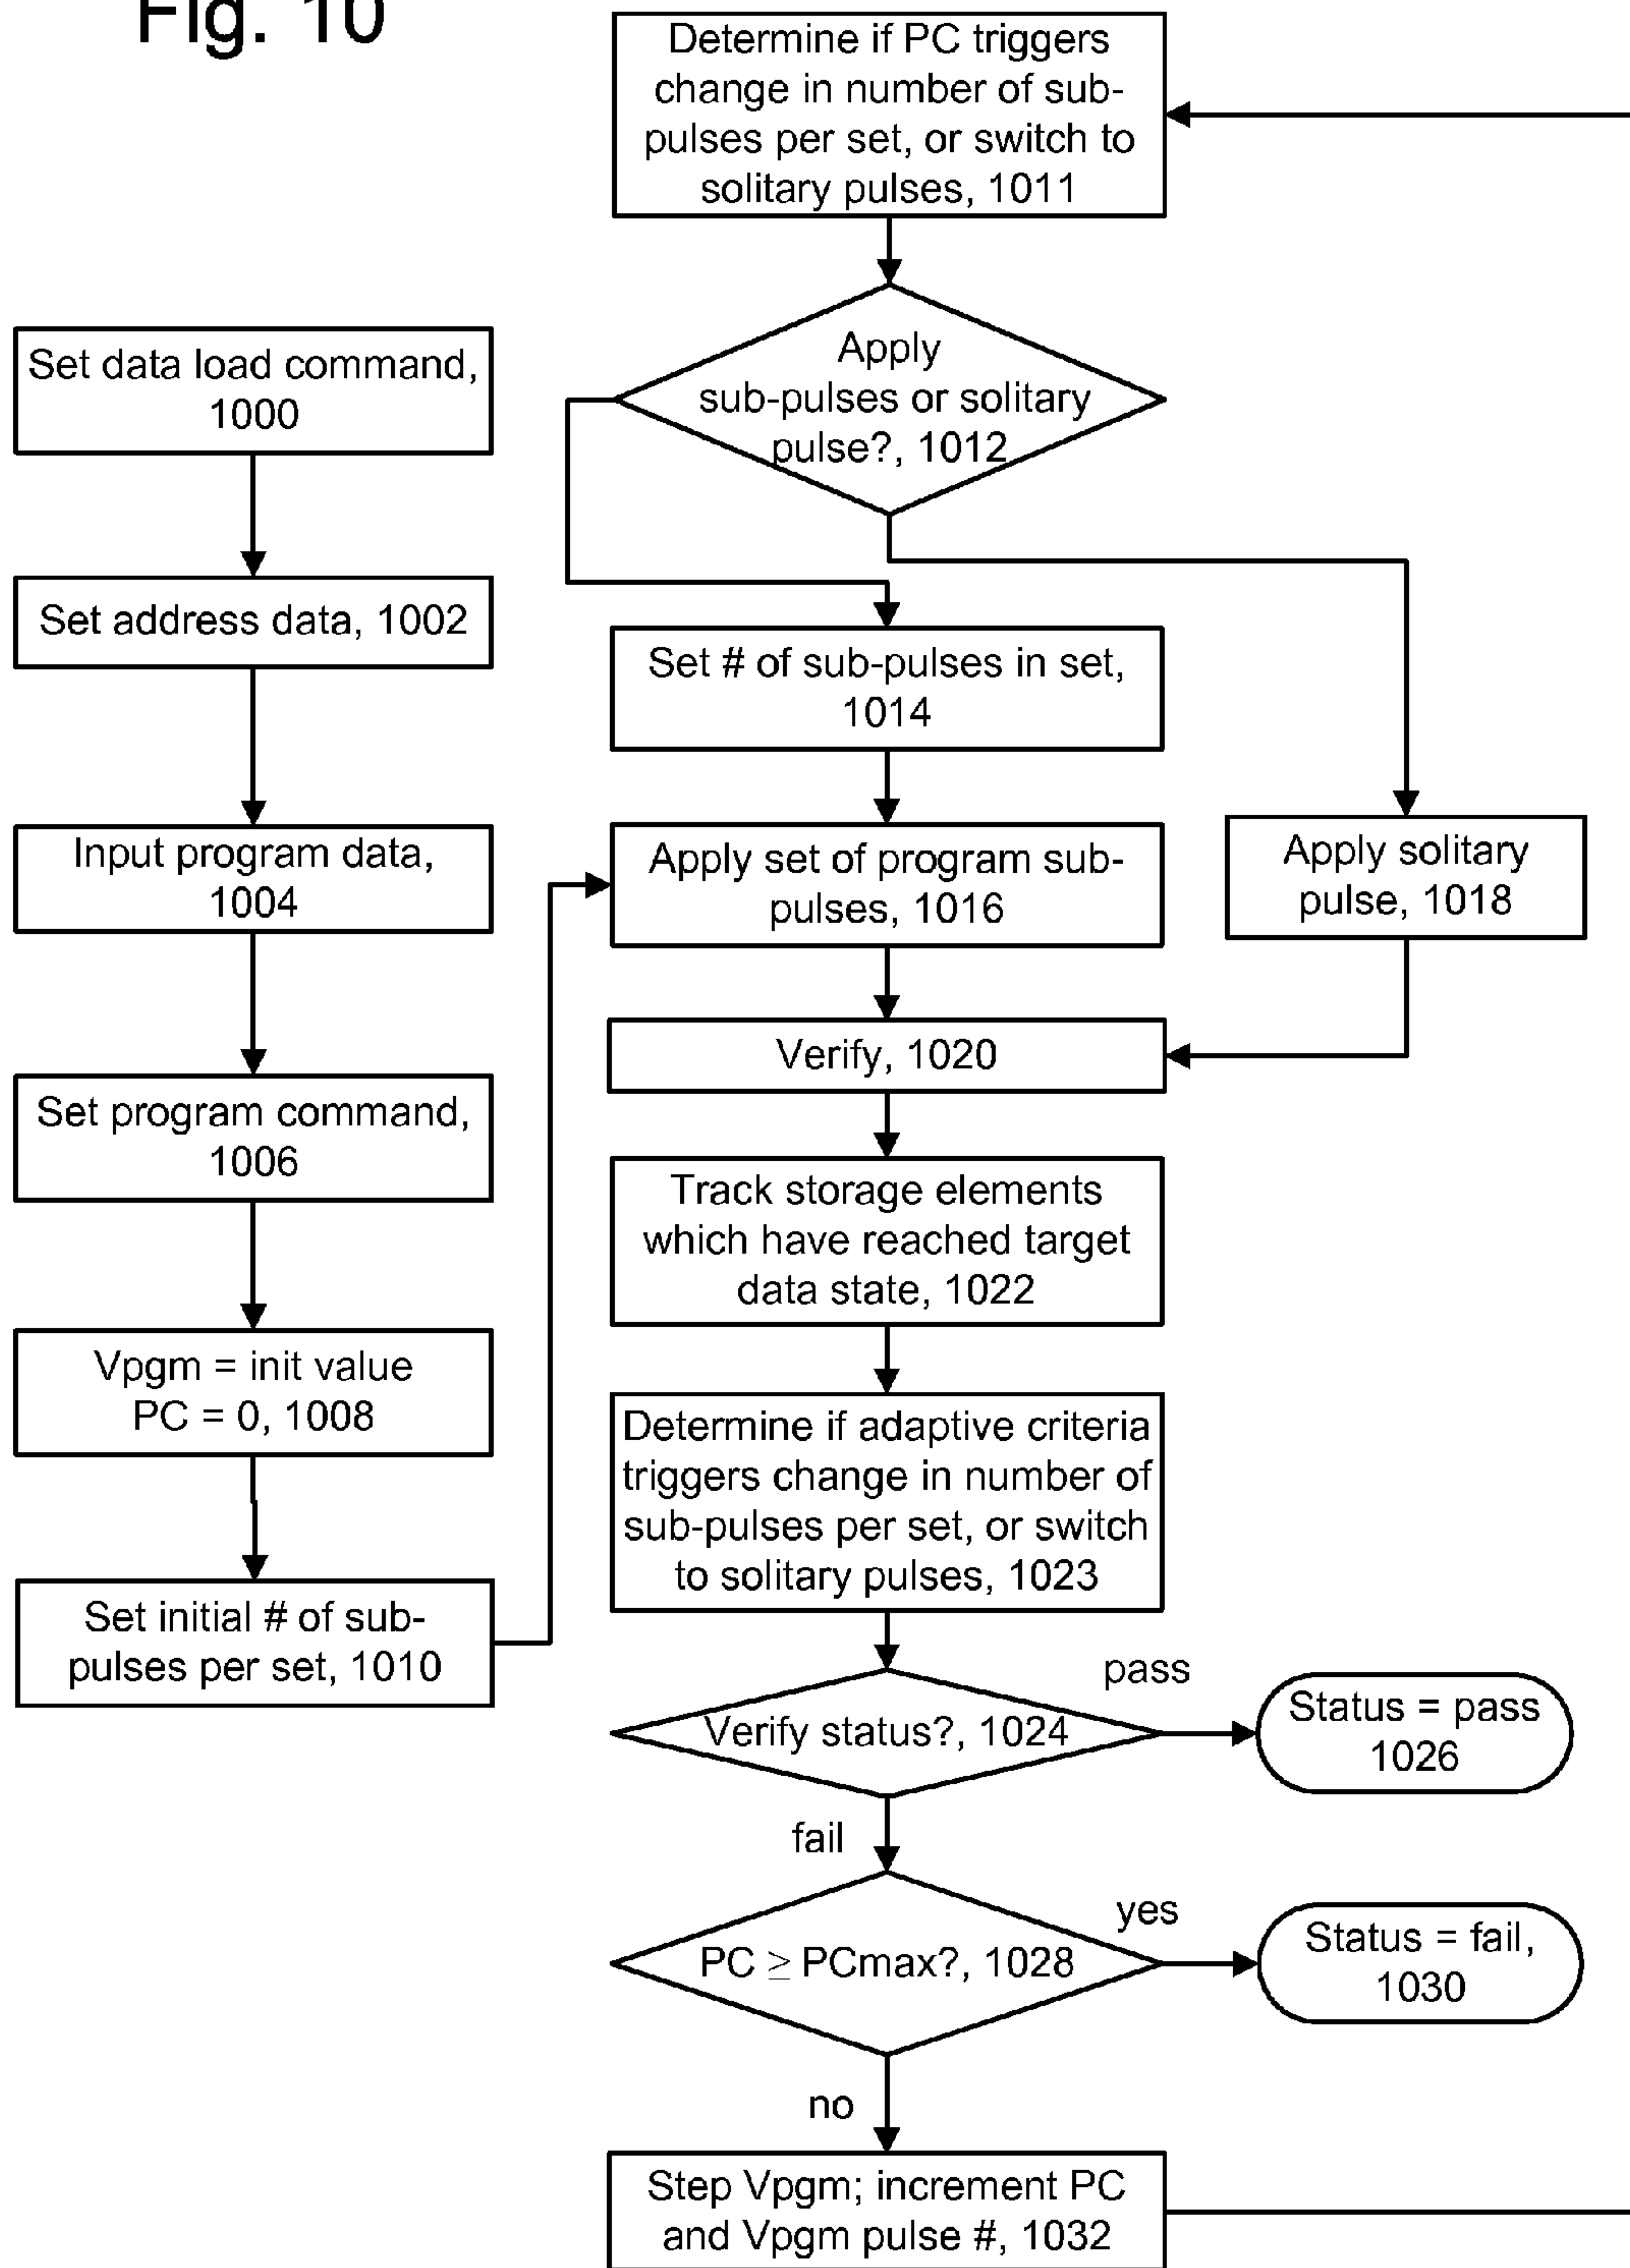 Fig. 10
Set data load command,
1000
Set address data, 1002
Input program data,
1004
Set program command,
1006
Vpgm = init value
PC = 0, 1008
Set initial # of sub-
pulses per set, 1010
Determine if PC triggers
change in number of sub-
pulses per set, or switch to
solitary pulses, 1011
Apply
sub-pulses or solitary
pulse?, 1012
Set # of sub-pulses in set,
1014
Apply set of program sub-
pulses, 1016
Apply solitary
pulse, 1018
Verify, 1020
Track storage elements
which have reached target
data state, 1022
Determine if adaptive criteria
triggers change in number of
sub-pulses per set, or switch
to solitary pulses, 1023
Verify status?, 1024
pass
Status = pass
1026
fail
PC ≥ PCmax?, 1028
yes
Status = fail,
1030
no
Step Vpgm; increment PC
and Vpgm pulse #, 1032